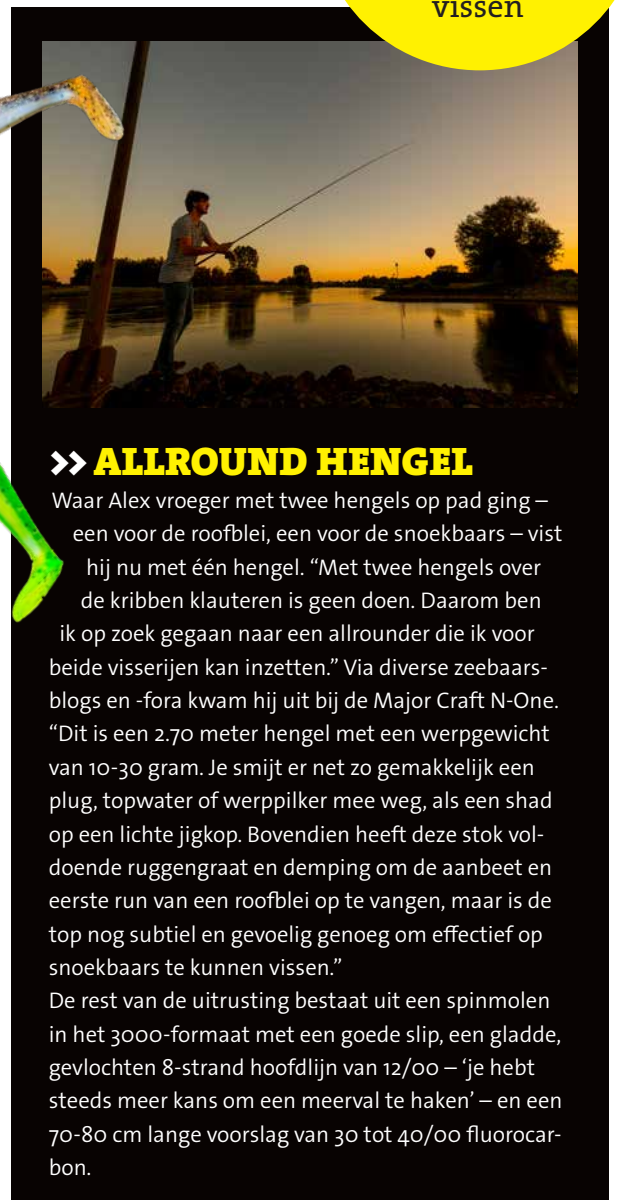 vissen
>> ALLROUND HENGEL
Waar Alex vroeger met twee hengels op pad ging –
een voor de roofblei, een voor de snoekbaars – vist
hij nu met één hengel. “Met twee hengels over
de kribben klauteren is geen doen. Daarom ben
ik op zoek gegaan naar een allrounder die ik voor
beide visserijen kan inzetten.” Via diverse zeebaars-
blogs en -fora kwam hij uit bij de Major Craft N-One.
“Dit is een 2.70 meter hengel met een werpgewicht
van 10-30 gram. Je smijt er net zo gemakkelijk een
plug, topwater of werppilker mee weg, als een shad
op een lichte jigkop. Bovendien heeft deze stok vol-
doende ruggengraat en demping om de aanbeet en
eerste run van een roofblei op te vangen, maar is de
top nog subtiel en gevoelig genoeg om effectief op
snoekbaars te kunnen vissen.”
De rest van de uitrusting bestaat uit een spinmolen
in het 3000-formaat met een goede slip, een gladde,
gevlochten 8-strand hoofdlijn van 12/00 – ‘je hebt
steeds meer kans om een meerval te haken’ – en een
70-80 cm lange voorslag van 30 tot 40/00 fluorocar-
bon.